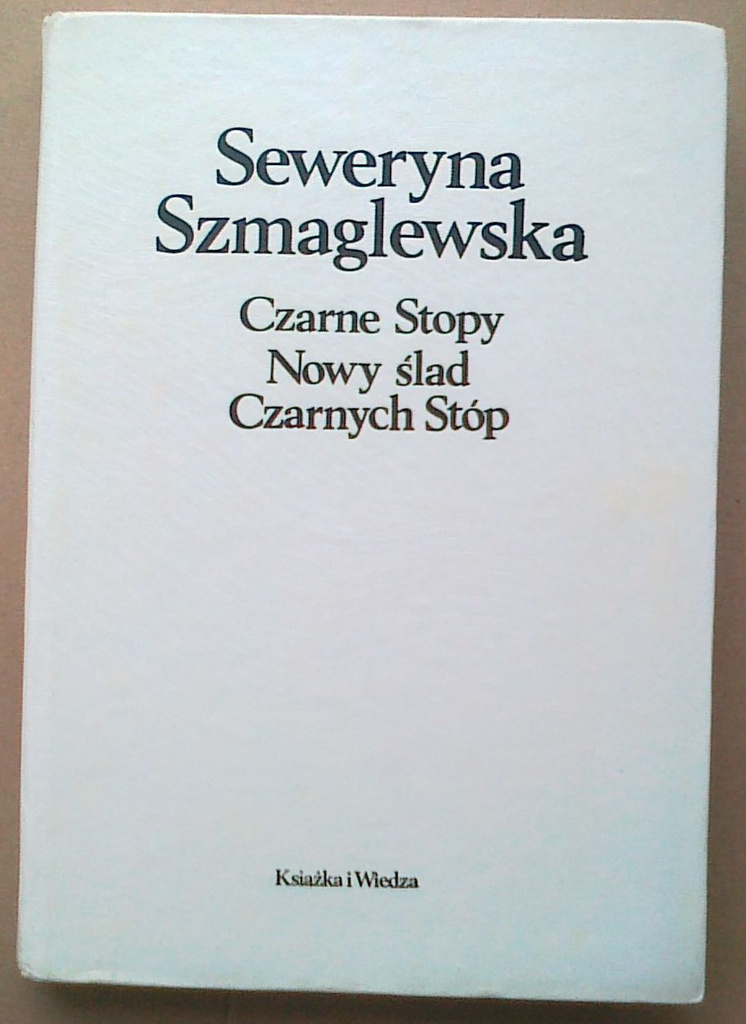 Seweryna
Szmaglewska
Czarne Stopy
Nowy ślad
Czarnych Stóp
Książka i Wiedza